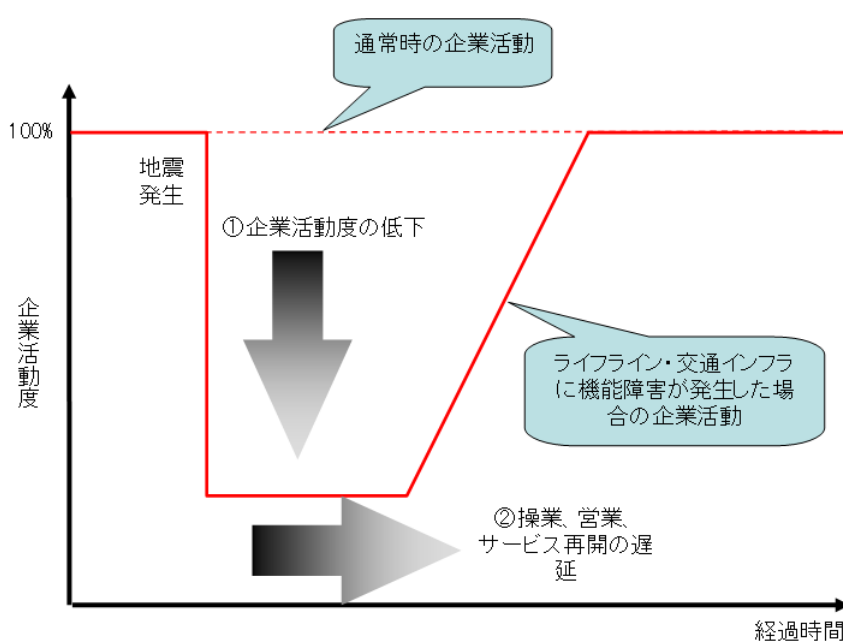 通常時の企業活動
100%
地震
発生
①企業活動度の低下
企業活動度
ライフライン・交通インフラ
に機能障害が発生した場
合の企業活動
②操業、営業、
サービス再開の遅
延
経過時間